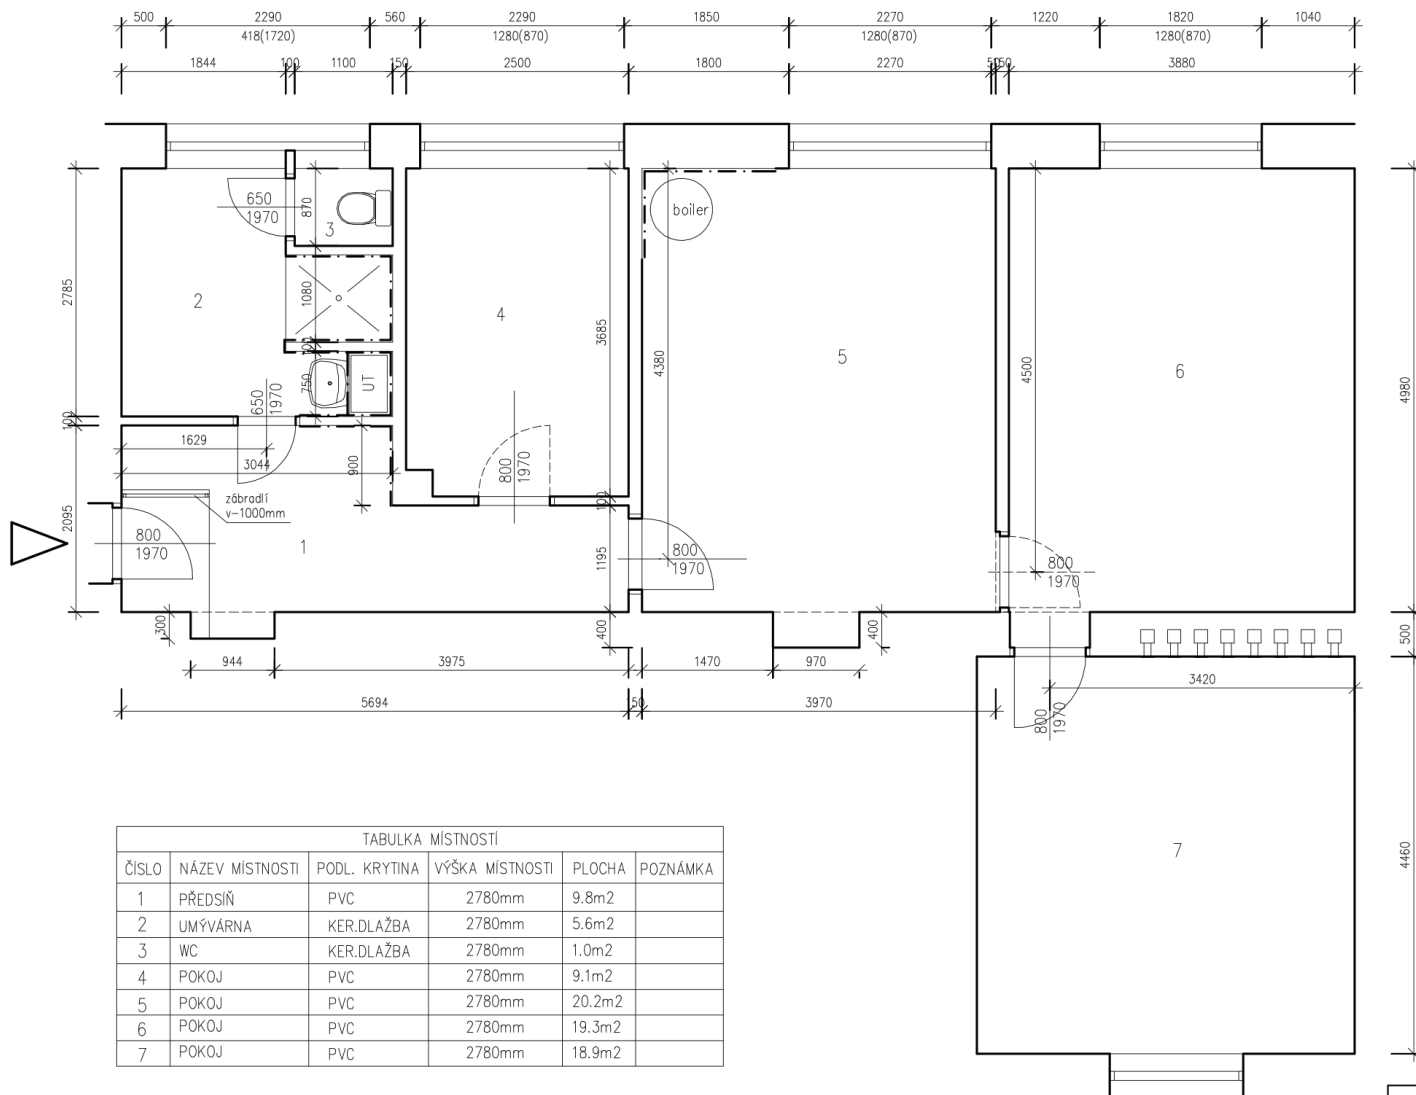 500 2290 560 2290 1850 2270 1220 1820 1040
418(1720) 1280(870) 1280(870) 1280(870)
1844 100 1100 150 2500 1800 2270 50 150 3880
650
1970
870
3
boiler
2785
2
1080
4
3685
4380
5
4500
6
4980
100
750
UT
650
1970
100
1629
3044
900
800
1970
100
zábradlí
v-1000mm
2095
800
1970
1
1195
800
1970
800
1970
300
400
400
500
944 3975 1470 970 3420
5694 150 3970
800
1970
7
4460
TABULKA MÍSTNOSTÍ
ČÍSLO NÁZEV MÍSTNOSTI PODL. KRYTINA VÝŠKA MÍSTNOSTI PLOCHA POZNÁMKA
1 PŘEDSÍŇ PVC 2780mm 9.8m2
2 UMÝVÁRNA KER.DLAŽBA 2780mm 5.6m2
3 WC KER.DLAŽBA 2780mm 1.0m2
4 POKOJ PVC 2780mm 9.1m2
5 POKOJ PVC 2780mm 20.2m2
6 POKOJ PVC 2780mm 19.3m2
7 POKOJ PVC 2780mm 18.9m2